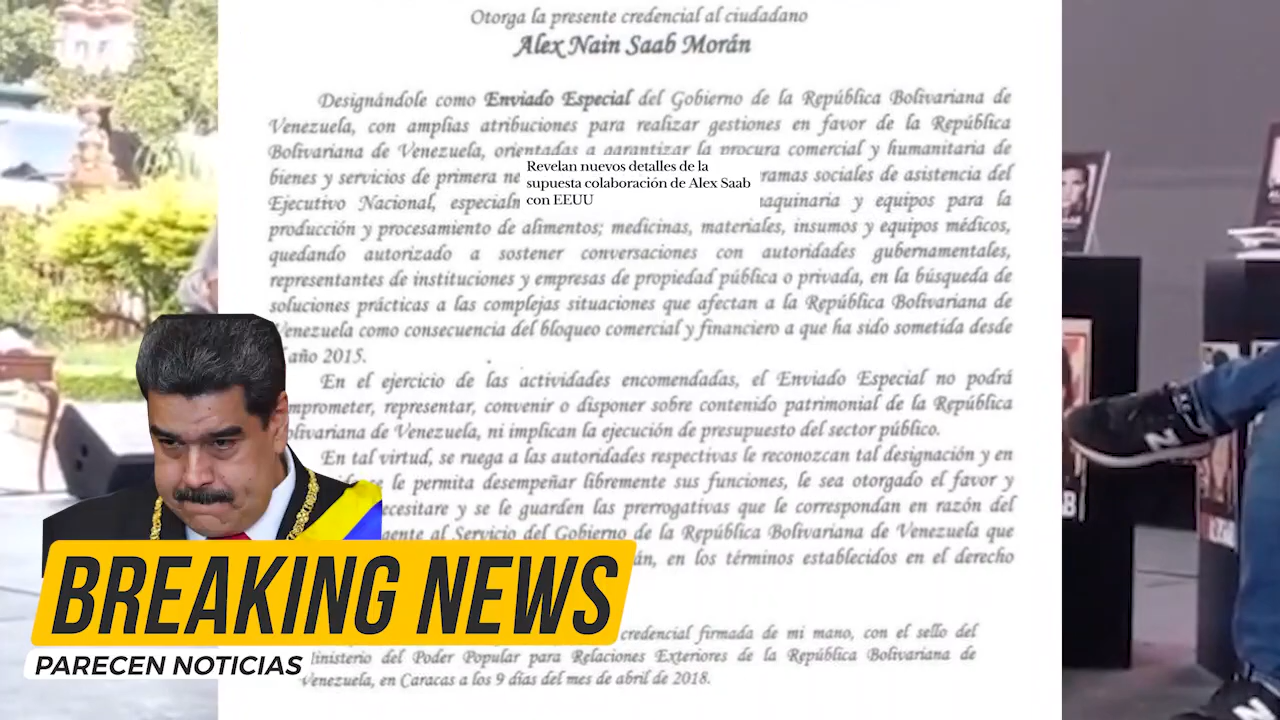 Otorga la presente credencial al ciudadano
Alex Nain Saab Morán
Designándole como Enviado Especial del Gobierno de la República Bolivariana de
Venezuela, con amplias atribuciones para realizar gestiones en favor de la República
Bolivariana de Venezuela, orientadas a garantizar la procura comercial y humanitaria de
bienes y servicios de primera
sociales de asistencia del
Ejecutivo Nacional,
y equipos para la
Revelan nuevos detalles de la
supuesta colaboración de Alex Saab
con EEUU
producción y procesamiento de alimentos; medicinas, materiales, insumos y equipos médicos,
quedando autorizado a sostener conversaciones con autoridades gubernamentales,
representantes de instituciones y empresas de propiedad pública o privada, en la búsqueda de
soluciones prácticas a las complejas situaciones que afectan a la República Bolivariana de
Venezuela como consecuencia del bloqueo comercial y financiero a que ha sido sometida desde
año 2015.
En el ejercicio de las actividades encomendadas, el Enviado Especial no podrá
representar, convenir o disponer sobre contenido patrimonial de la República
de Venezuela, ni implican la ejecución de presupuesto del sector público.
En tal virtud, se ruega a las autoridades respectivas le reconozcan tal designación y en
le permita desempeñar libremente sus funciones, le sea otorgado el favor y
y se le guarden las prerrogativas que le correspondan en razón del
al Servicio del Gobierno de la República Bolivariana de Venezuela que
en los términos establecidos en el derecho
credencial firmada de mi mano, con el sello del
Ministerio del Poder Popular para Relaciones Exteriores de la República Bolivariana de
Venezuela, en Caracas a los 9 días del mes de abril de 2018.
BREAKING NEWS
PARECEN NOTICIAS
N